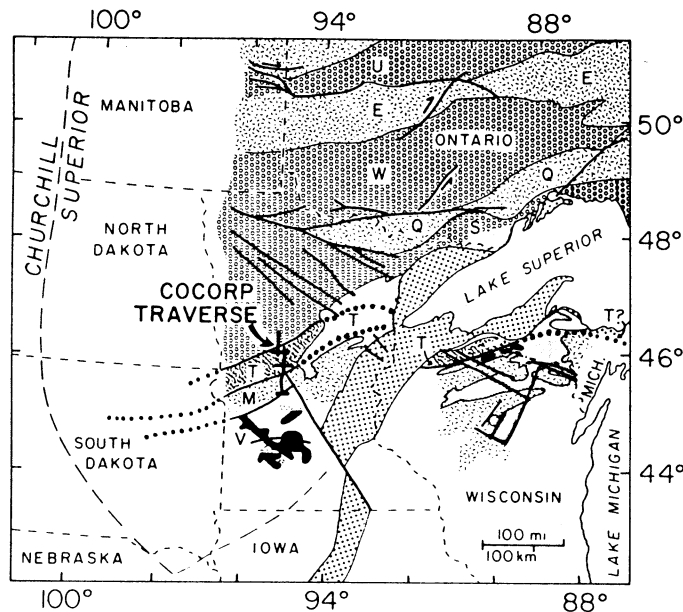 100° 94° 88°
U
E
MANITOBA
E
50°
ONTARIO
W
Q
CHURCHILL
SUPERIOR
NORTH
DAKOTA
Q
S
48°
LAKE SUPERIOR
COCORP
TRAVERSE
T
T?
T
46°
T
MICH.
M
V
SOUTH
DAKOTA
44°
WISCONSIN
LAKE MICHIGAN
100 mi
100 km
IOWA
NEBRASKA
100° 94° 88°